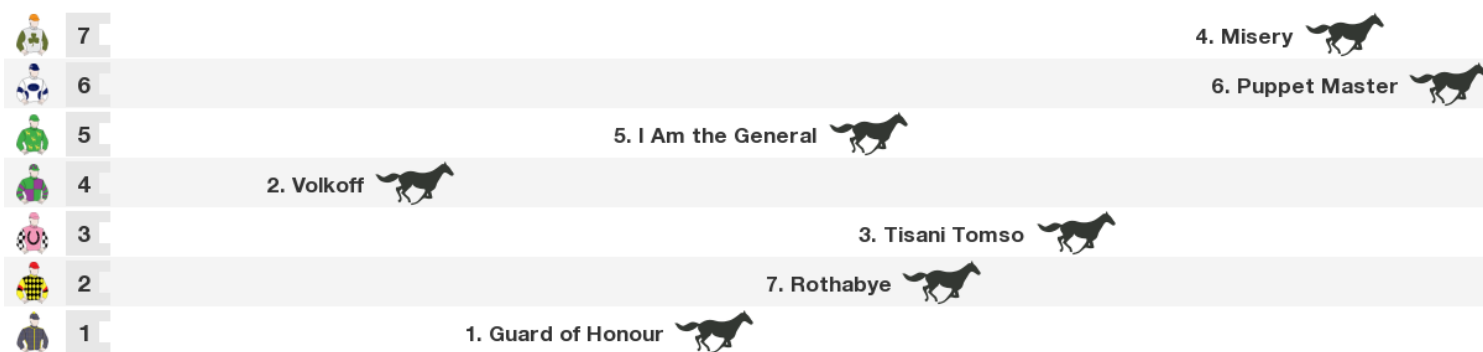 7 4. Misery
6 6. Puppet Master
5 5. I Am the General
4 2. Volkoff
3 3. Tisani Tomso
2 7. Rothabye
1 1. Guard of Honour